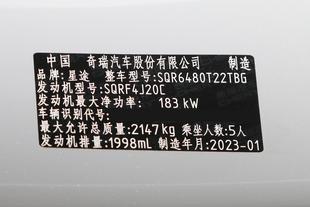 中国 奇瑞汽车股份有限公司 制造
品牌:星途 整车型号:SQR6480T22TBG
发动机型号:SQRF4J20C
发动机最大净功率: 183 kW
车辆识别代号:
最大允许总质量:2147kg 乘坐人数:5人
发动机排量:1998mL 制造年月:2023-01